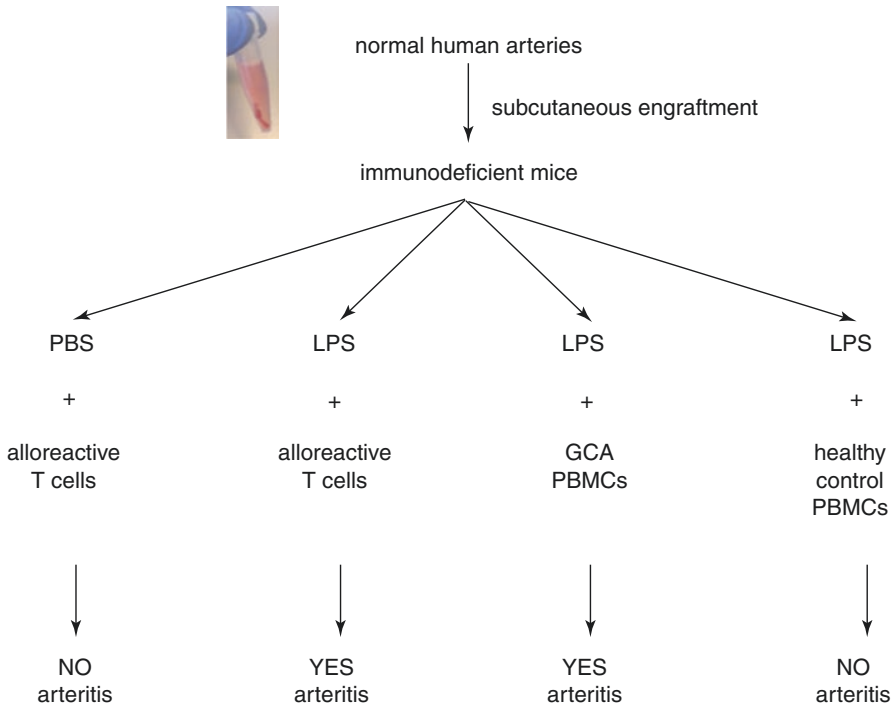 normal human arteries
subcutaneous engraftment
immunodeficient mice
PBS
LPS
LPS
LPS
+
+
+
+
alloreactive
T cells
alloreactive
T cells
GCA
PBMCs
healthy
control
PBMCs
NO
arteritis
YES
arteritis
YES
arteritis
NO
arteritis